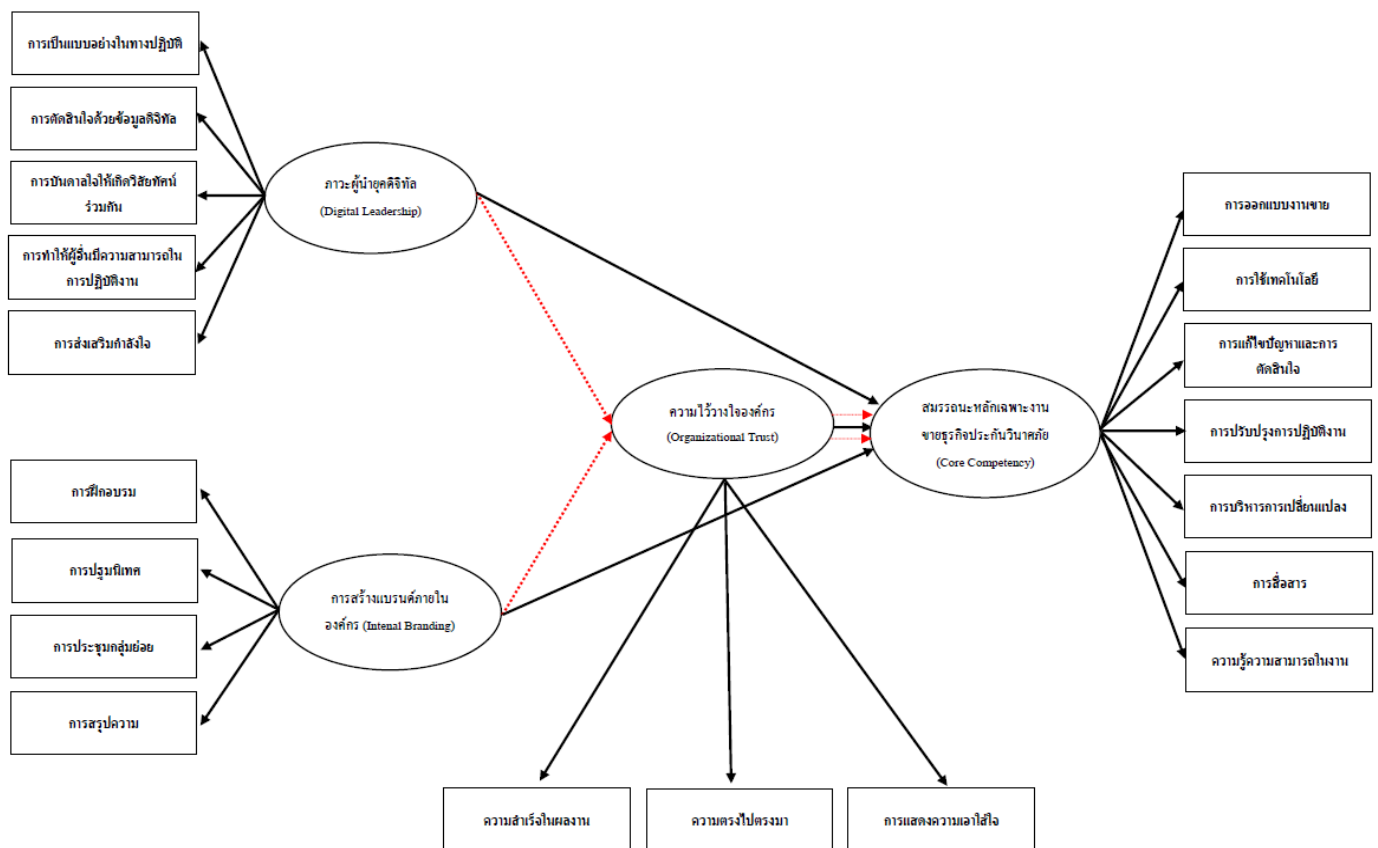 การเป็นแบบอย่างในทางปฏิบัติ
การตัดสินใจด้วยข้อมูลดิจิทัล
การบันดาลใจให้เกิดวิสัยทัศน์
ร่วมกัน
การทำให้ผู้อื่นมีความสามารถใน
การปฏิบัติงาน
การส่งเสริมกำลังใจ
ภาวะผู้นำยุคดิจิทัล
(Digital Leadership)
การฝึกอบรม
การปฐมนิเทศ
การประชุมกลุ่มย่อย
การสรุปความ
การสร้างแบรนด์ภายใน
องค์กร (Intenal Branding)
ความไว้วางใจองค์กร
(Organizational Trust)
สมรรถนะหลักเฉพาะงาน
ขายธุรกิจประกันวินาศภัย
(Core Competency)
การออกแบบงานขาย
การใช้เทคโนโลยี
การแก้ไขปัญหาและการ
ตัดสินใจ
การปรับปรุงการปฏิบัติงาน
การบริหารการเปลี่ยนแปลง
การสื่อสาร
ความรู้ความสามารถในงาน
ความสำเร็จในผลงาน
ความตรงไปตรงมา
การแสดงความเอาใส่ใจ